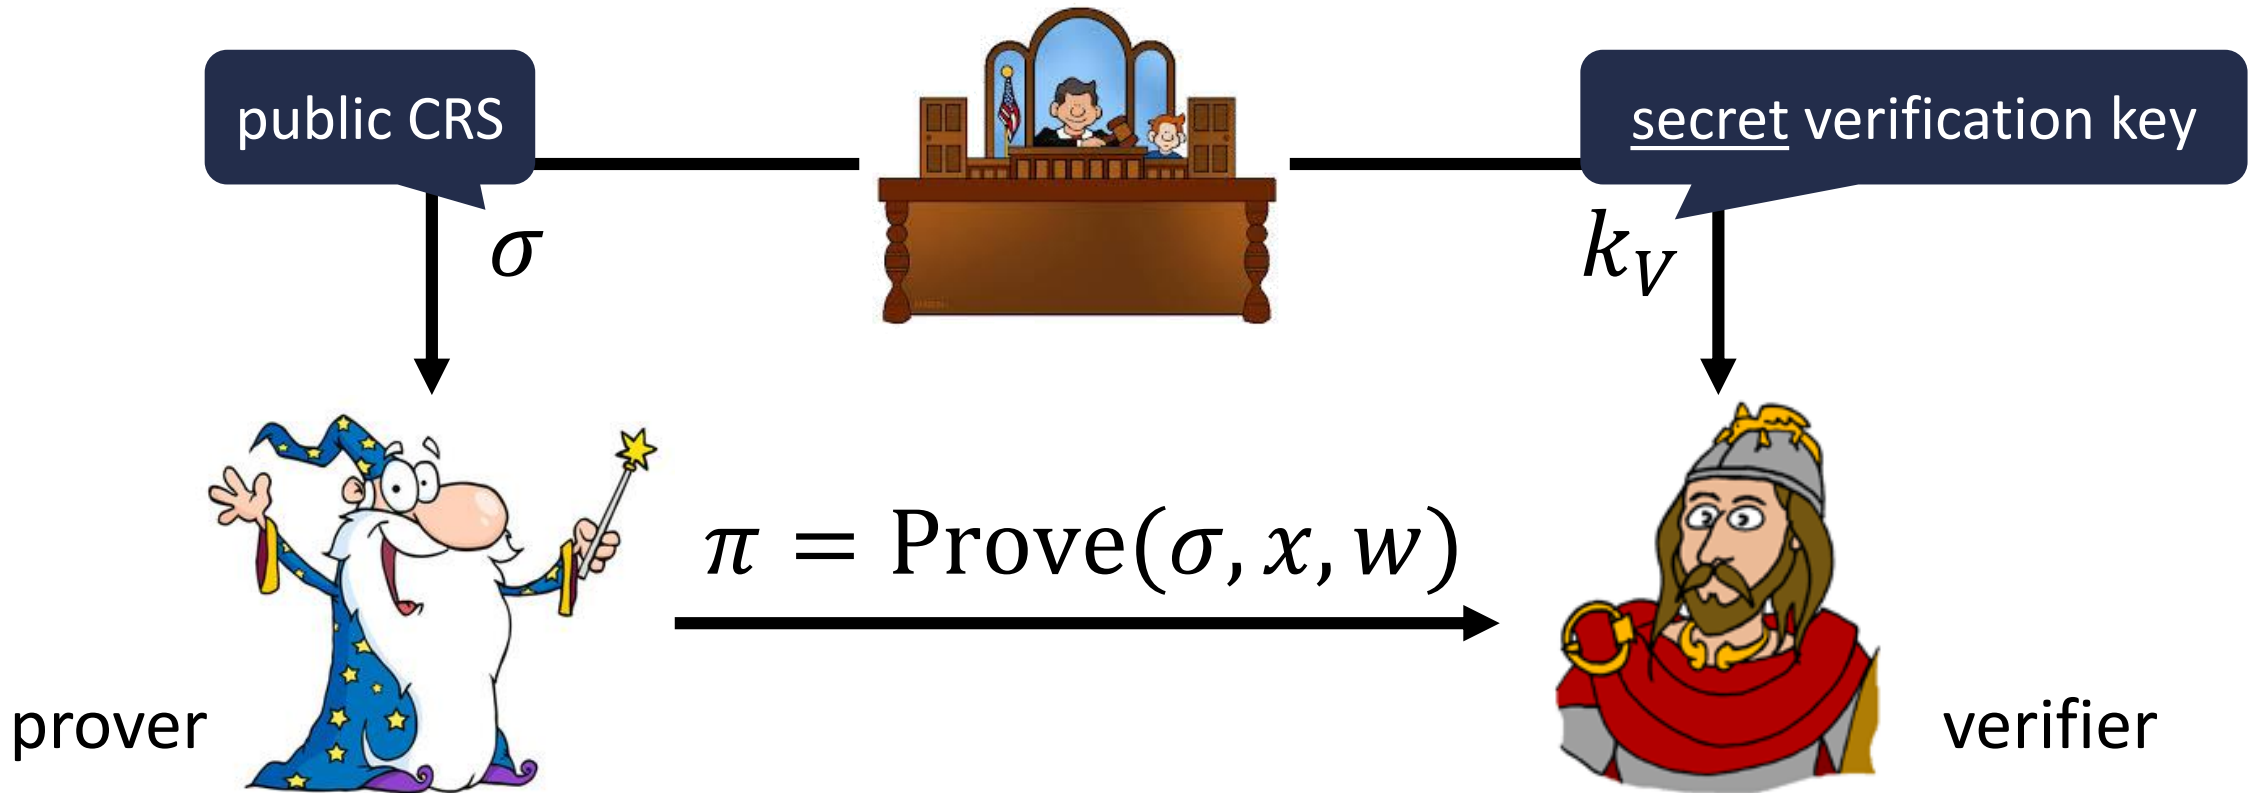 public CRS
secret verification key
σ
k_V
π = Prove(σ, x, w)
prover
verifier